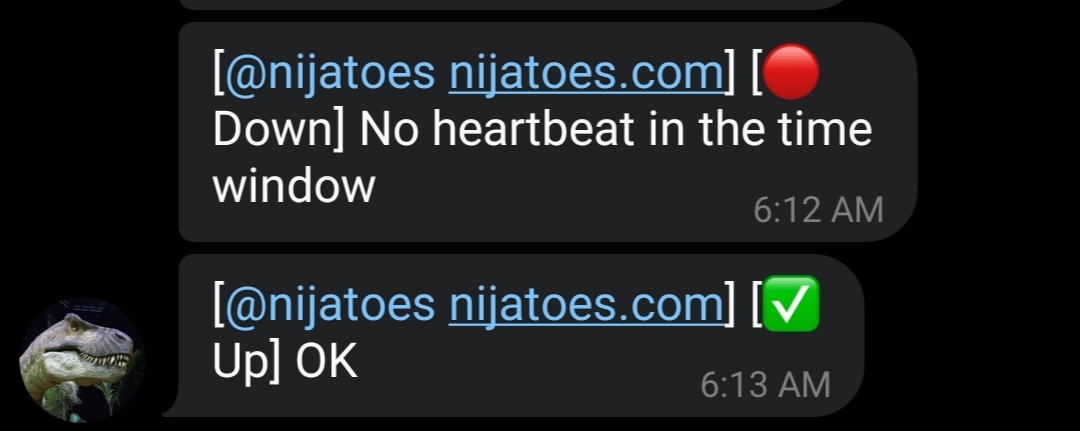 [@nijatoes nijatoes.com] [🔴
Down] No heartbeat in the time
window
6:12 AM
[@nijatoes nijatoes.com] [✅
Up] OK
6:13 AM